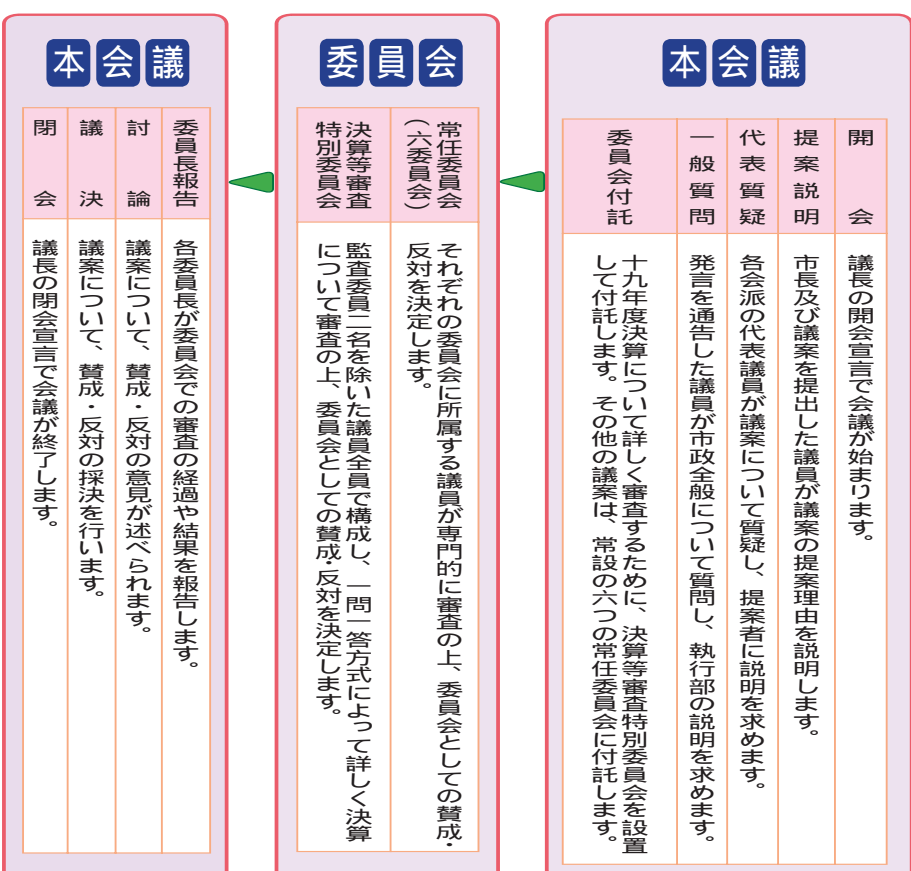 本会議
開会
議長の開会宣言で会議が始まります。
提案説明
市長及び議案を提出した議員が議案の提案理由を説明します。
代表質疑
各会派の代表議員が議案について質疑し、提案者に説明を求めます。
一般質問
発言を通告した議員が市政全般について質問し、執行部の説明を求めます。
委員会付託
十九年度決算について詳しく審査するために、決算等審査特別委員会を設置
して付託します。その他の議案は、常設の六つの常任委員会に付託します。
委員会
常任委員会
(六委員会)
それぞれの委員会に所属する議員が専門的に審査の上、委員会としての賛成・
反対を決定します。
決算等審査
特別委員会
監査委員二名を除いた議員全員で構成し、一問一答方式によって詳しく決算
について審査の上、委員会としての賛成・反対を決定します。
本会議
委員長報告
各委員長が委員会での審査の経過や結果を報告します。
討論
議案について、賛成・反対の意見が述べられます。
議決
議案について、賛成・反対の採決を行います。
閉会
議長の閉会宣言で会議が終了します。